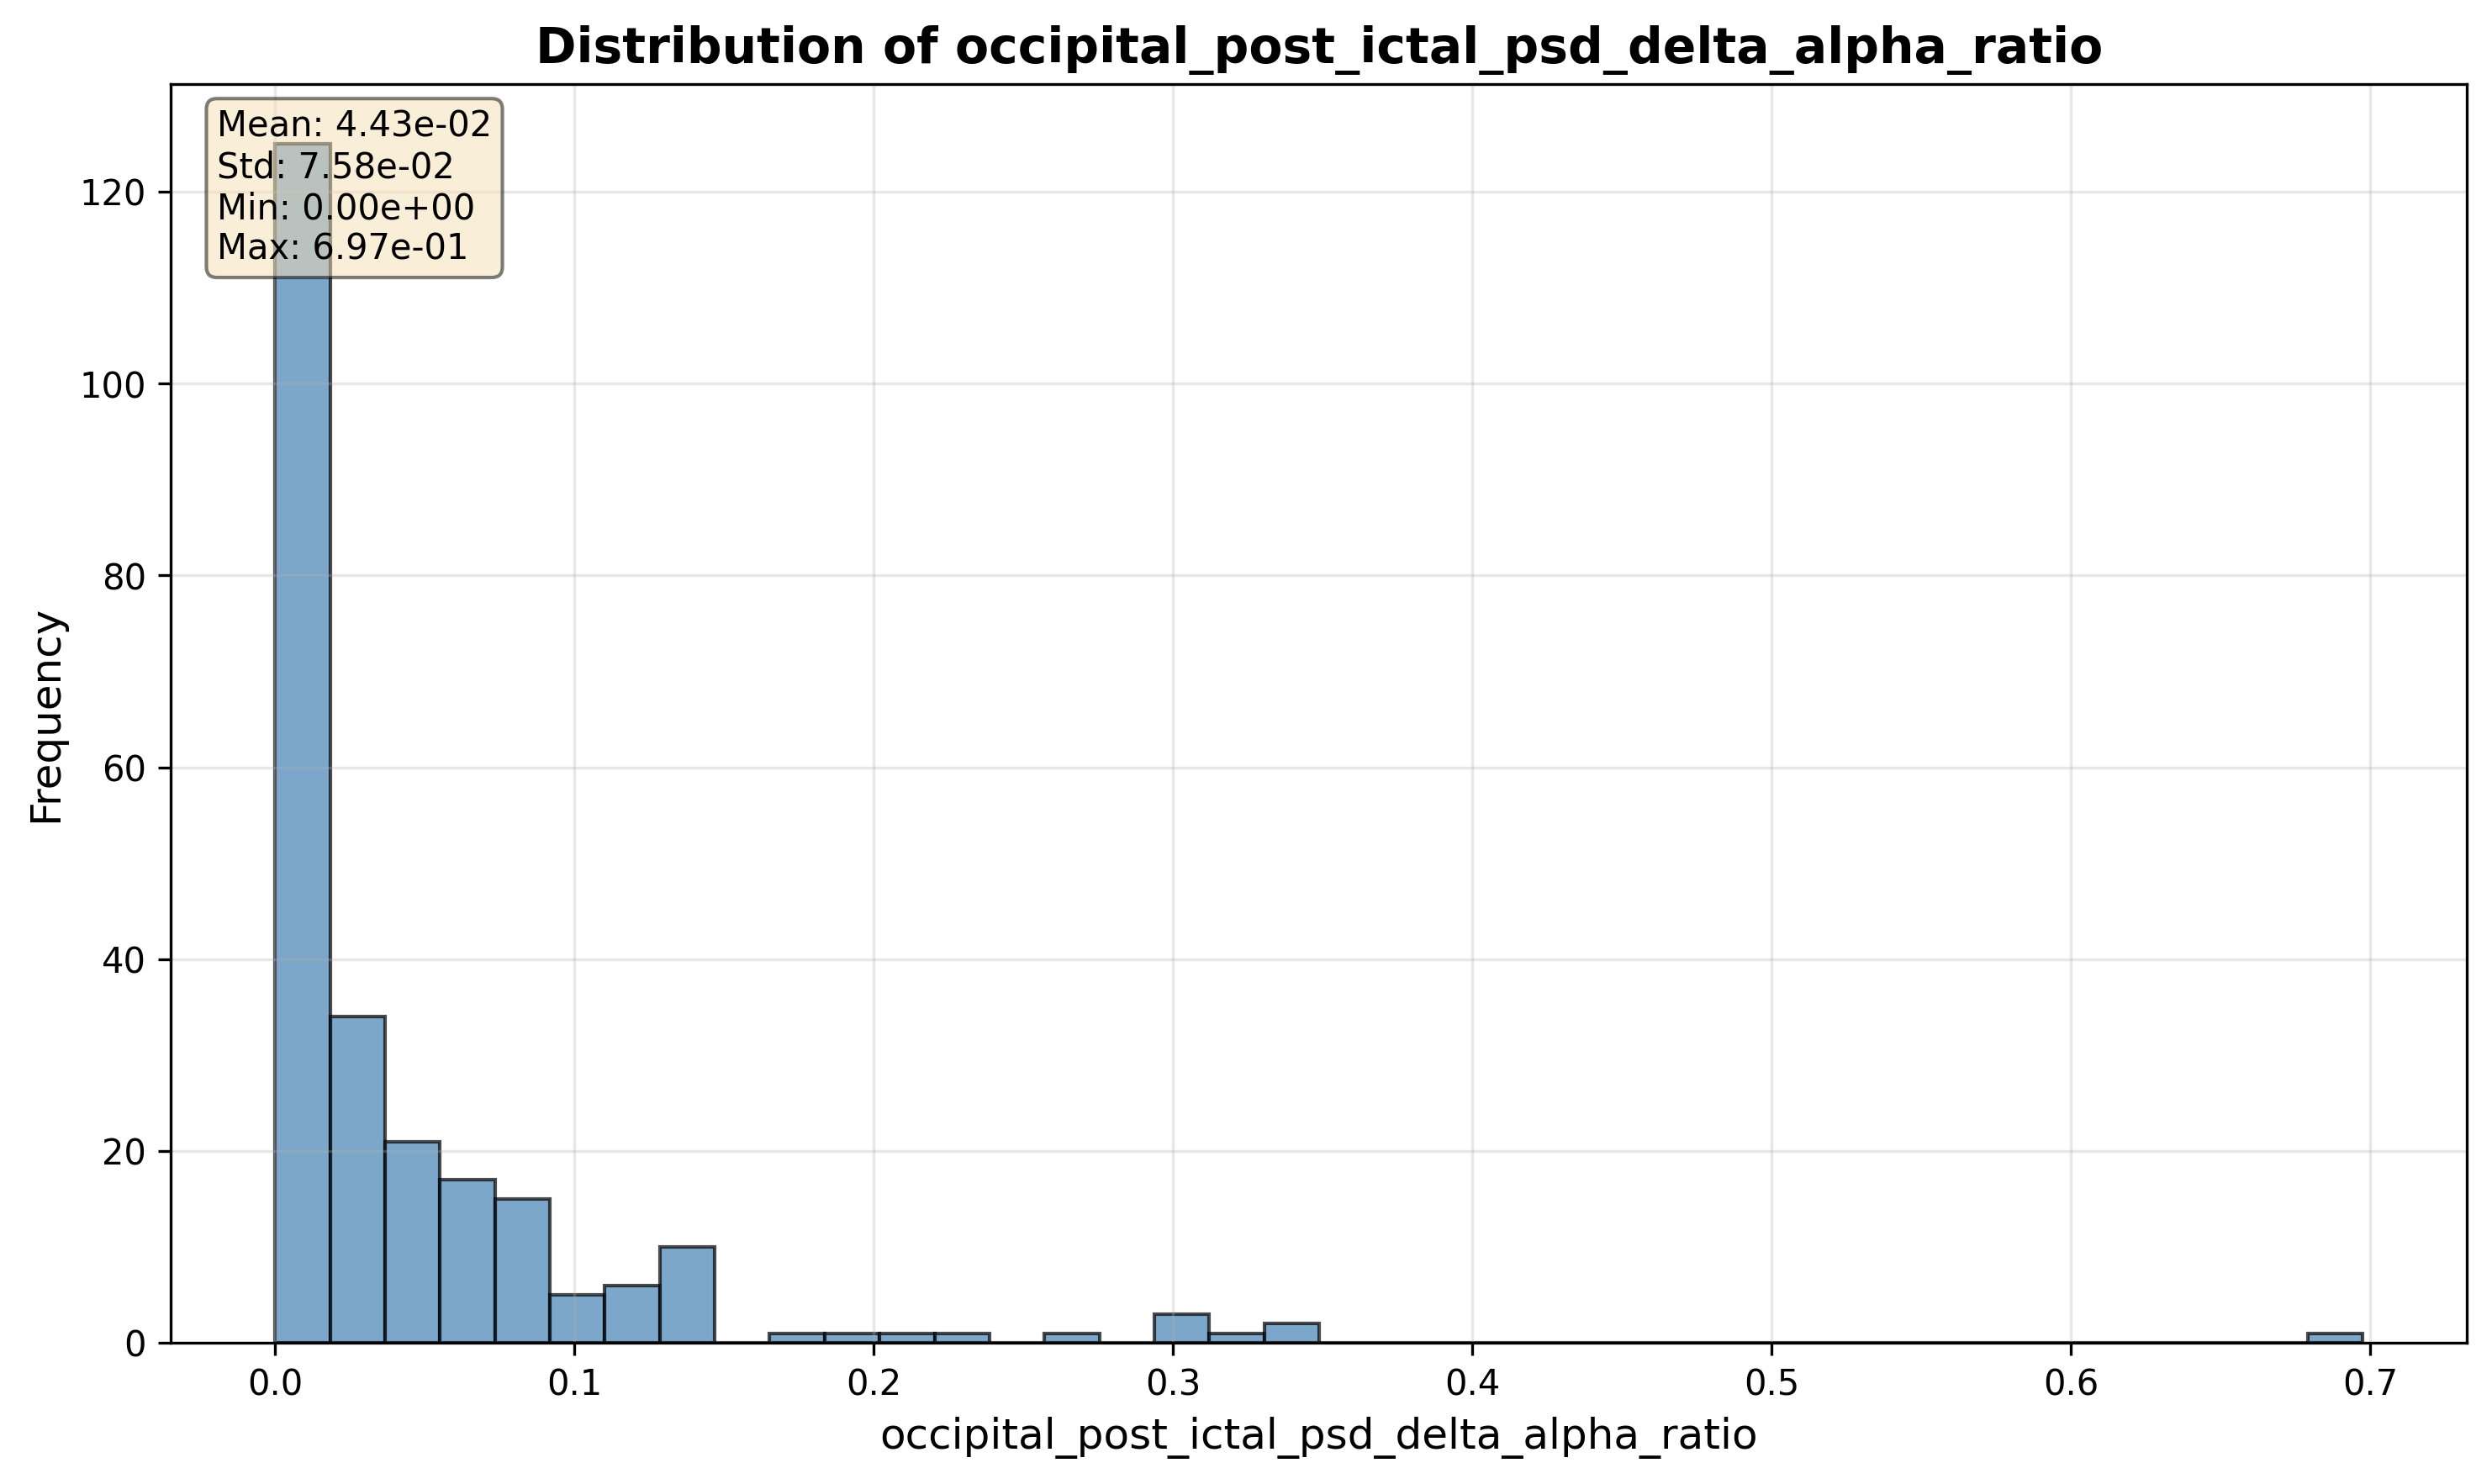 Distribution of occipital_post_ictal_psd_delta_alpha_ratio
Mean: 4.43e-02
Std: 7.58e-02
Min: 0.00e+00
Max: 6.97e-01
120
100
80
60
40
20
0
Frequency
0.0 0.1 0.2 0.3 0.4 0.5 0.6 0.7
occipital_post_ictal_psd_delta_alpha_ratio